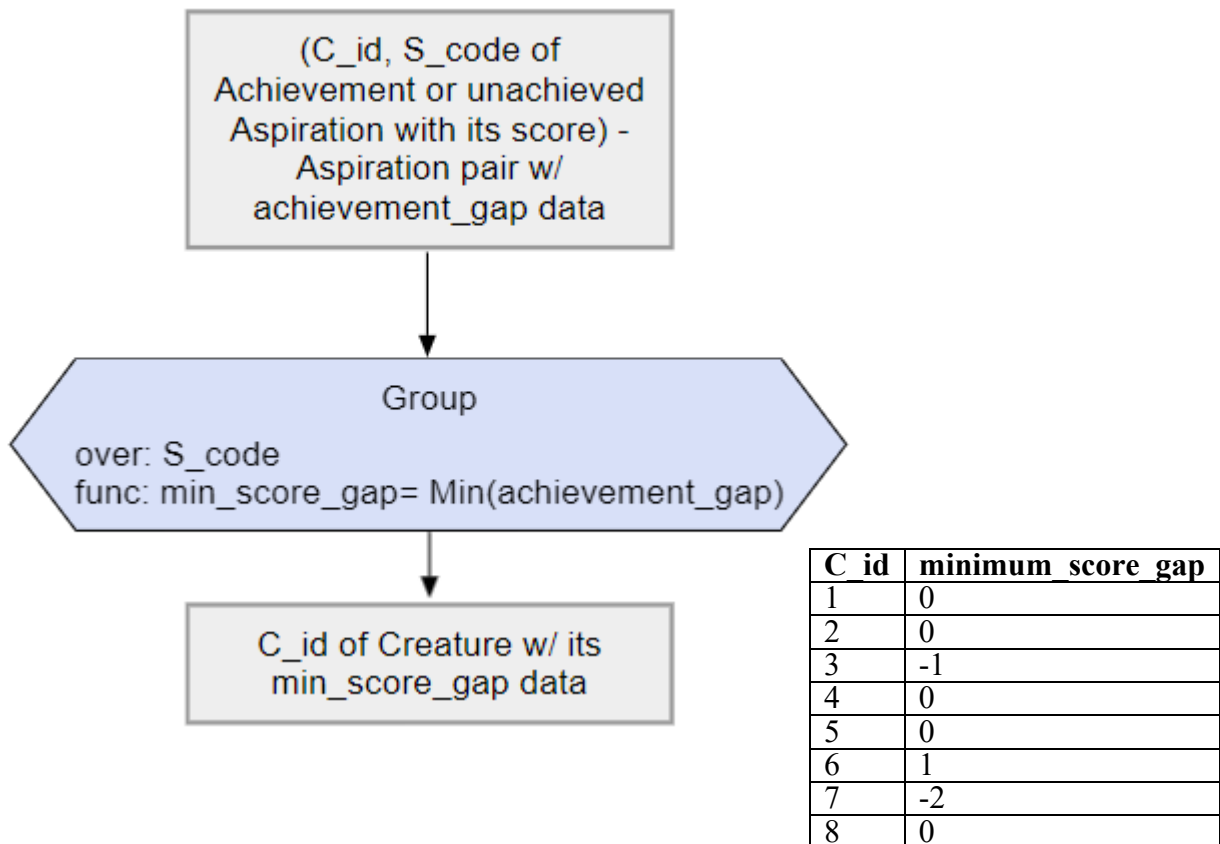 (C_id, S_code of
Achievement or unachieved
Aspiration with its score) -
Aspiration pair w/
achievement_gap data
Group
over: S_code
func: min_score_gap= Min(achievement_gap)
C_id of Creature w/ its
min_score_gap data
C_id minimum_score_gap
1 0
2 0
3 -1
4 0
5 0
6 1
7 -2
8 0